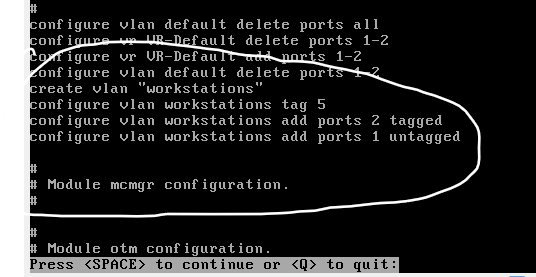 #
configure vlan default delete ports all
configure vr VR-Default delete ports 1-2
configure vr VR-Default add ports 1-2
configure vlan default delete ports 1-2
create vlan "workstations"
configure vlan workstations tag 5
configure vlan workstations add ports 2 tagged
configure vlan workstations add ports 1 untagged
#
# Module mcmgr configuration.
#
#
# Module otm configuration.
Press <SPACE> to continue or <Q> to quit: